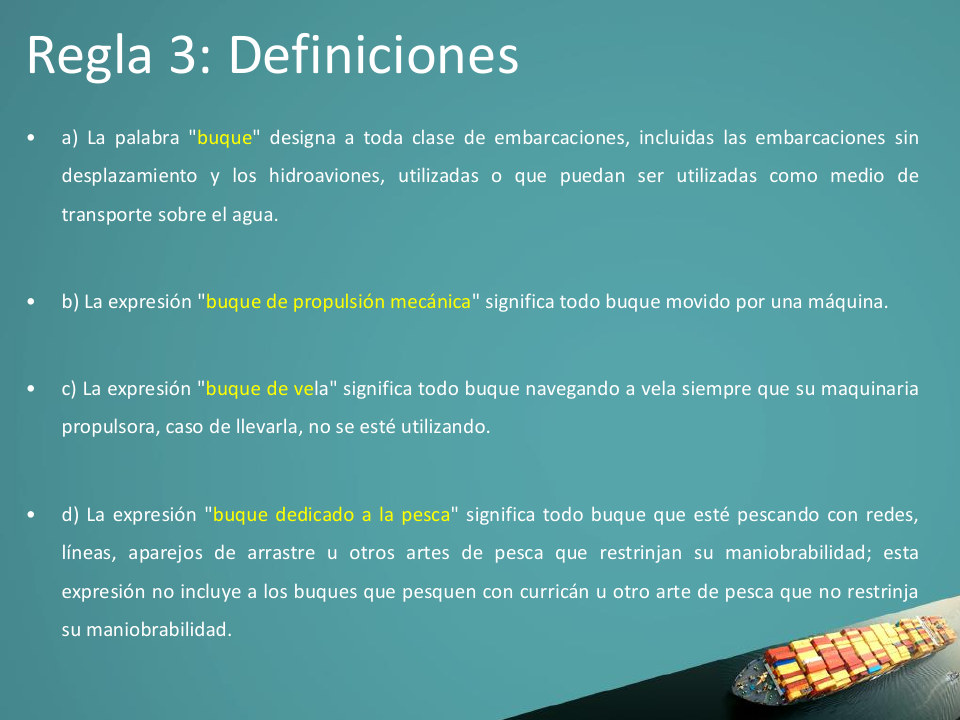 Regla 3: Definiciones
• a) La palabra "buque" designa a toda clase de embarcaciones, incluidas las embarcaciones sin
desplazamiento y los hidroaviones, utilizadas o que puedan ser utilizadas como medio de
transporte sobre el agua.
• b) La expresión "buque de propulsión mecánica" significa todo buque movido por una máquina.
• c) La expresión "buque de vela" significa todo buque navegando a vela siempre que su maquinaria
propulsora, caso de llevarla, no se esté utilizando.
• d) La expresión "buque dedicado a la pesca" significa todo buque que esté pescando con redes,
líneas, aparejos de arrastre u otros artes de pesca que restrinjan su maniobrabilidad; esta
expresión no incluye a los buques que pesquen con curricán u otro arte de pesca que no restrinja
su maniobrabilidad.